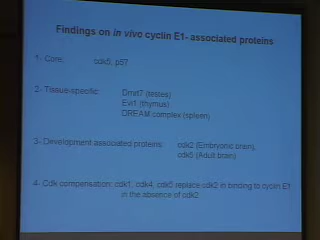 Findings on in vivo cyclin E1- associated proteins
1- Core: cdk5, p57
2- Tissue-specific: Dmrt7 (testes)
Evi1 (thymus)
DREAM complex (spleen)
3- Development associated proteins: cdk2 (Embryonic brain),
cdk5 (Adult brain)
4- Cdk compensation: cdk1, cdk4, cdk5 replace cdk2 in binding to cyclin E1
in the absence of cdk2